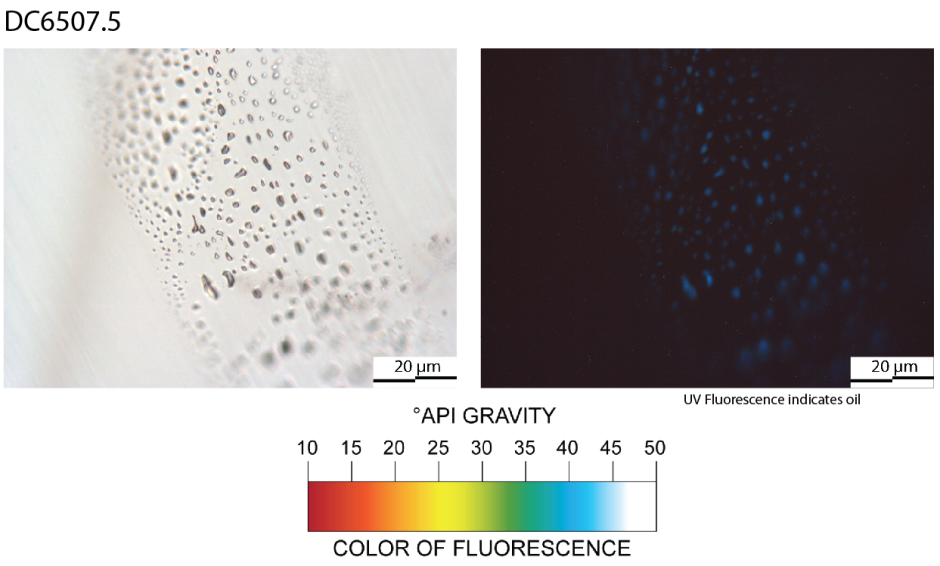 DC6507.5
20 µm
20 µm
UV Fluorescence indicates oil
°API GRAVITY
10 15 20 25 30 35 40 45 50
COLOR OF FLUORESCENCE